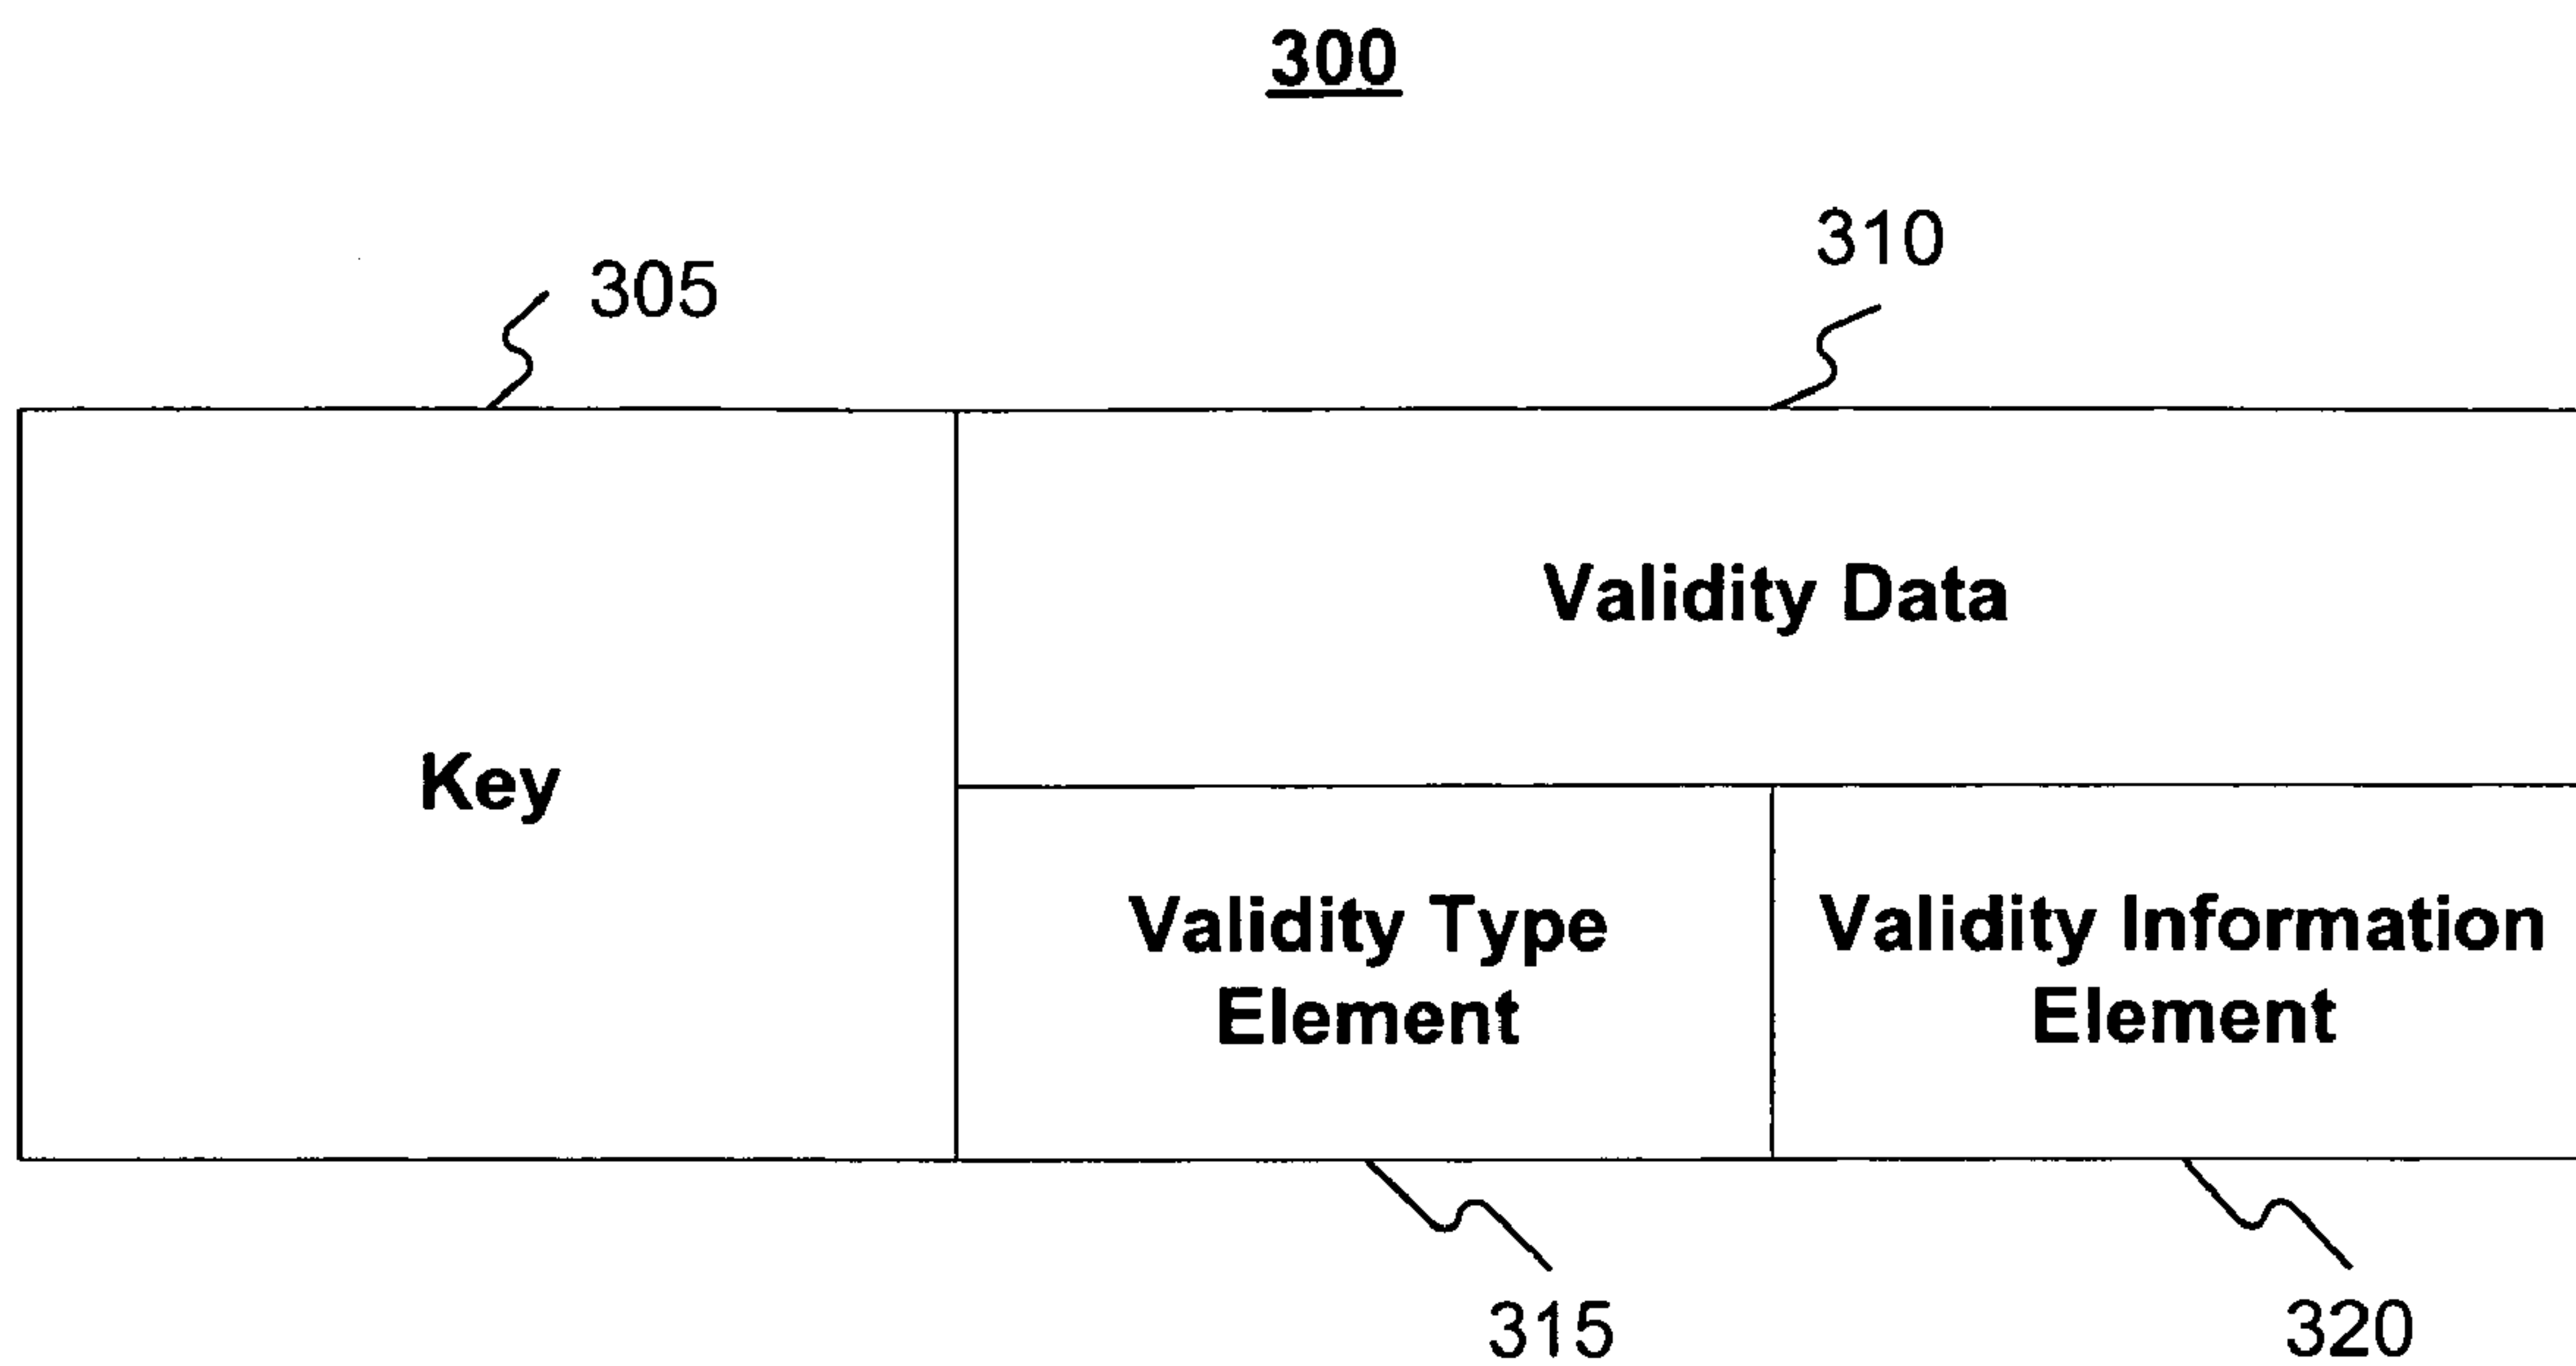 300
305
310
Key
Validity Data
Validity Type
Element
Validity Information
Element
315
320